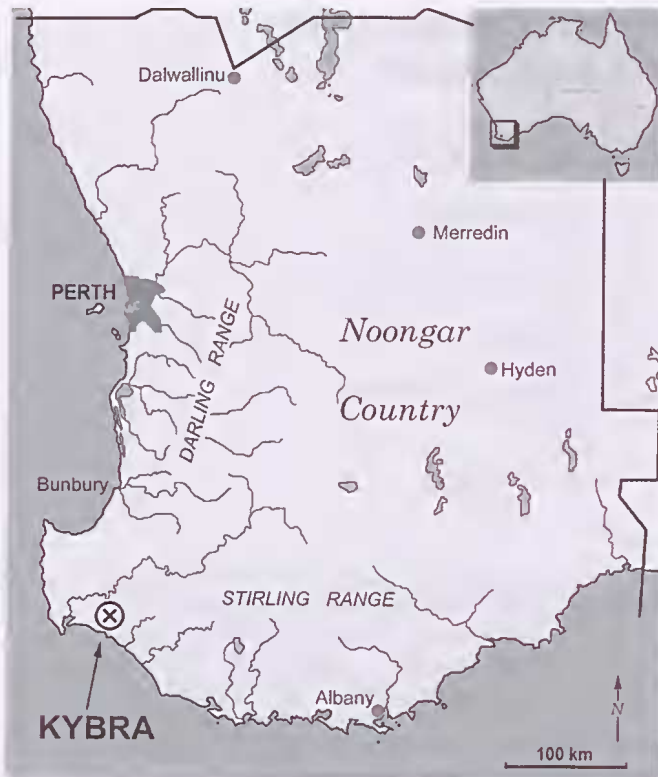 Dalwallinu
Merredin
PERTH
DARLING RANGE
Noongar
Hyden
Country
Bunbury
STIRLING RANGE
KYBRA
Albany
N
100 km